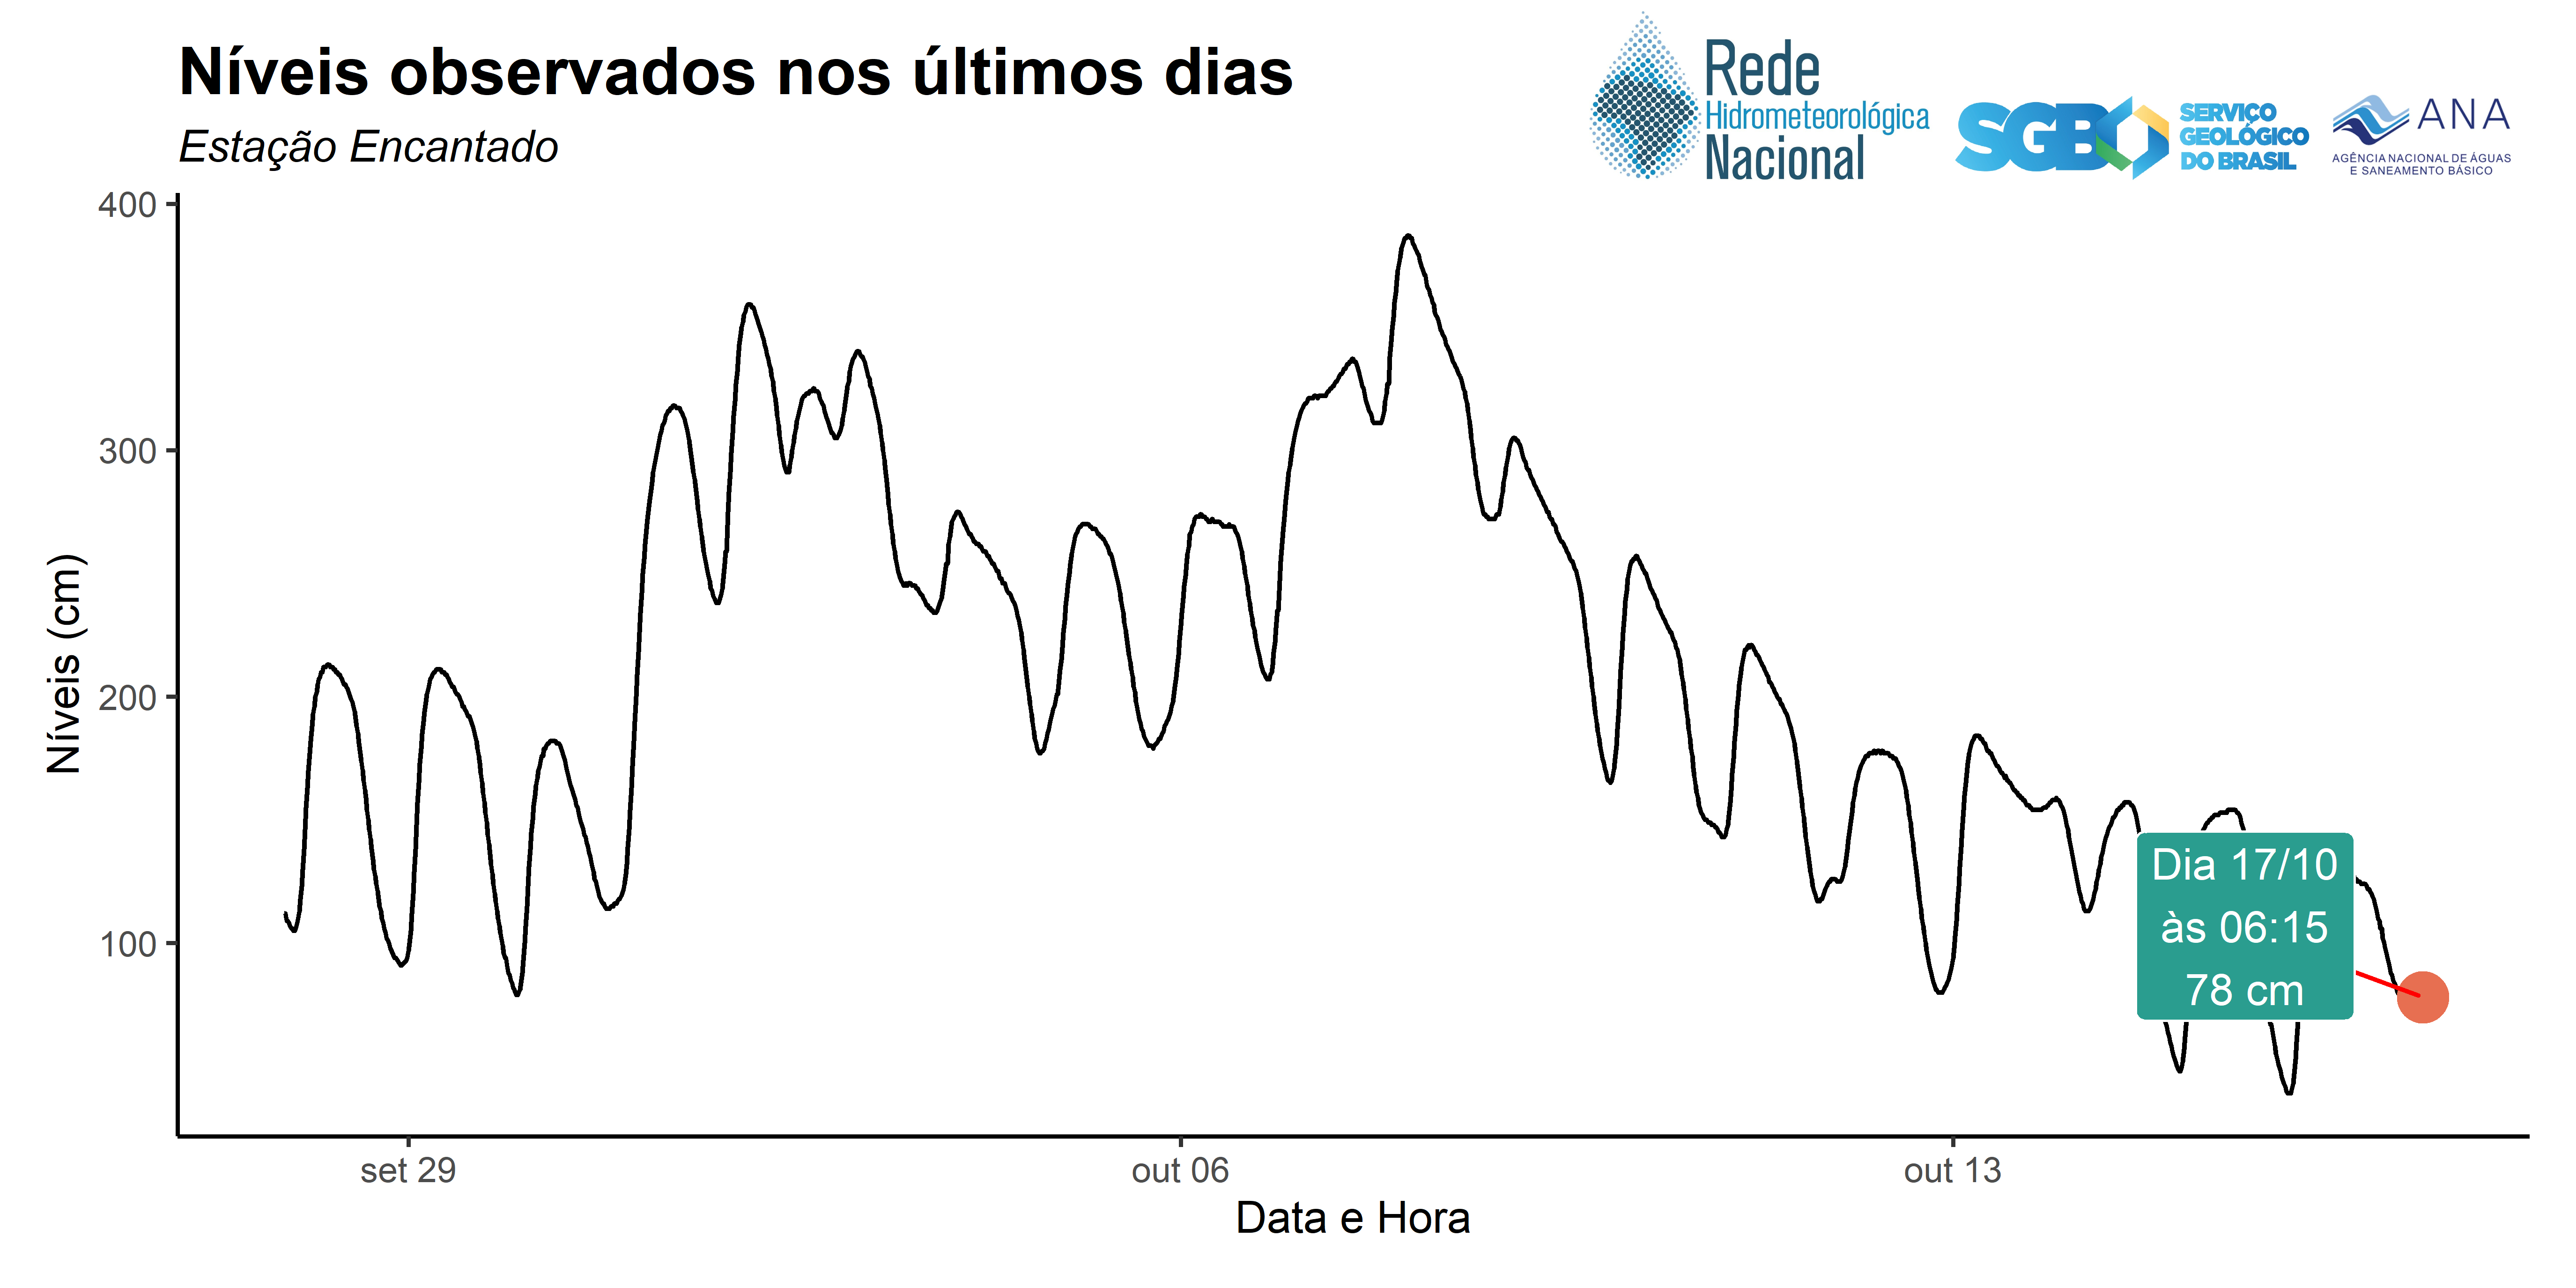 Níveis observados nos últimos dias
Estação Encantado
Rede
Hidrometeorológica
Nacional
SGB
SERVIÇO
GEOLÓGICO
DO BRASIL
ANA
AGÊNCIA NACIONAL DE ÁGUAS
E SANEAMENTO BÁSICO
400
300
200
100
Níveis (cm)
Dia 17/10
às 06:15
78 cm
set 29
out 06
out 13
Data e Hora